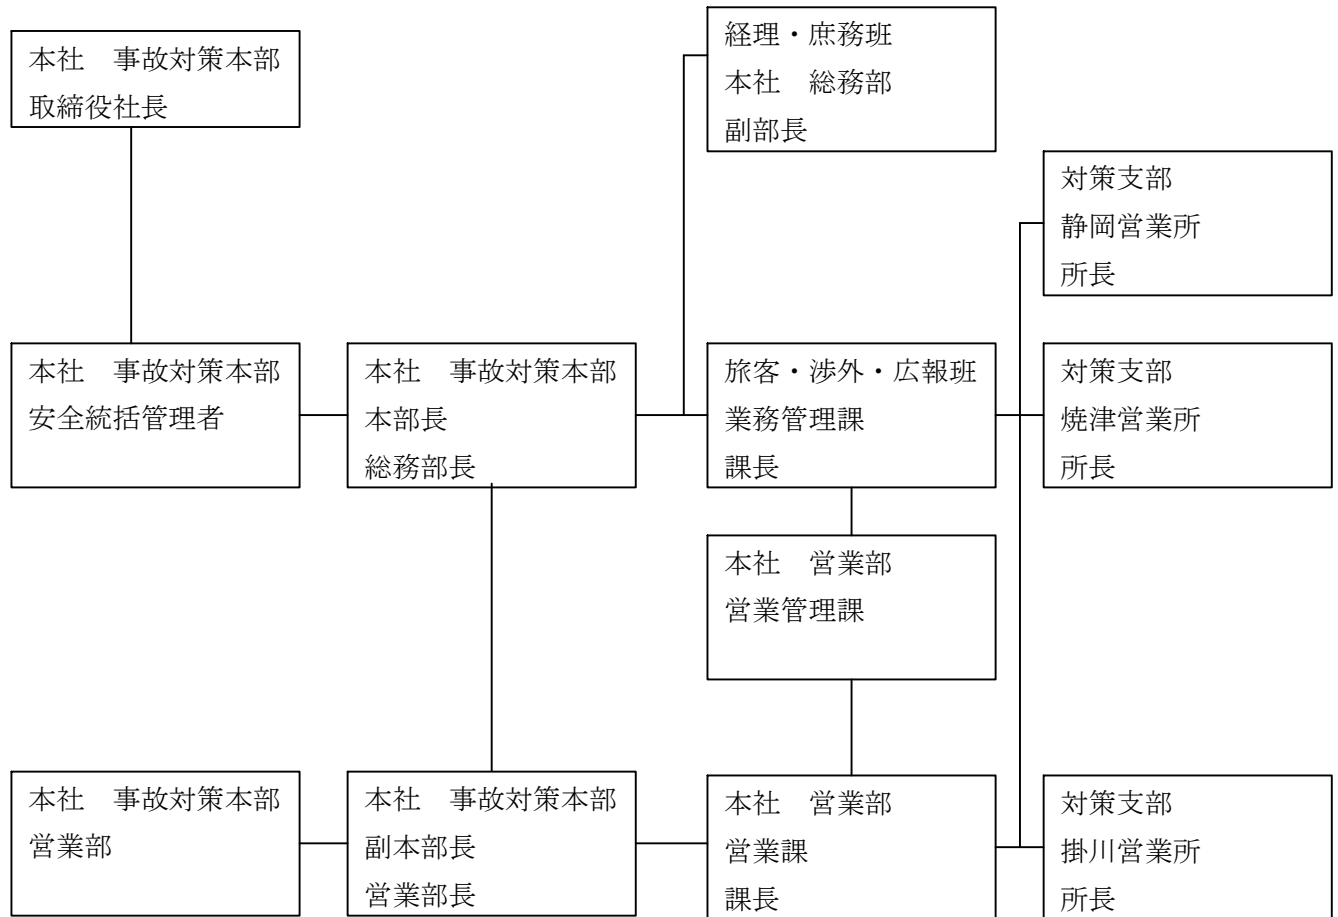 本社　事故対策本部
取締役社長
経理・庶務班
本社　総務部
副部長
対策支部
静岡営業所
所長
本社　事故対策本部
安全統括管理者
本社　事故対策本部
本部長
総務部長
旅客・渉外・広報班
業務管理課
課長
対策支部
焼津営業所
所長
本社　営業部
営業管理課
本社　事故対策本部
営業部
本社　事故対策本部
副本部長
営業部長
本社　営業部
営業課
課長
対策支部
掛川営業所
所長